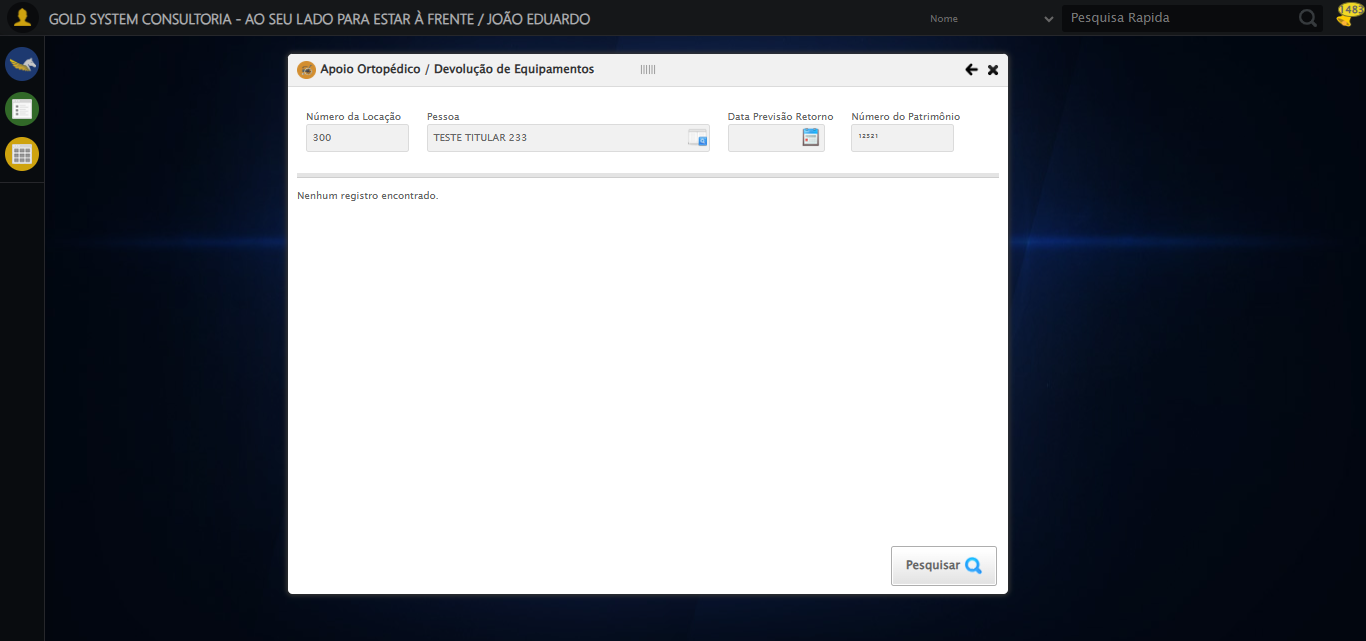 GOLD SYSTEM CONSULTORIA - AO SEU LADO PARA ESTAR À FRENTE / JOÃO EDUARDO
Nome
Pesquisa Rapida
1483
Apoio Ortopédico / Devolução de Equipamentos
Número da Locação
Pessoa
Data Previsão Retorno
Número do Patrimônio
300
TESTE TITULAR 233
12521
Nenhum registro encontrado.
Pesquisar